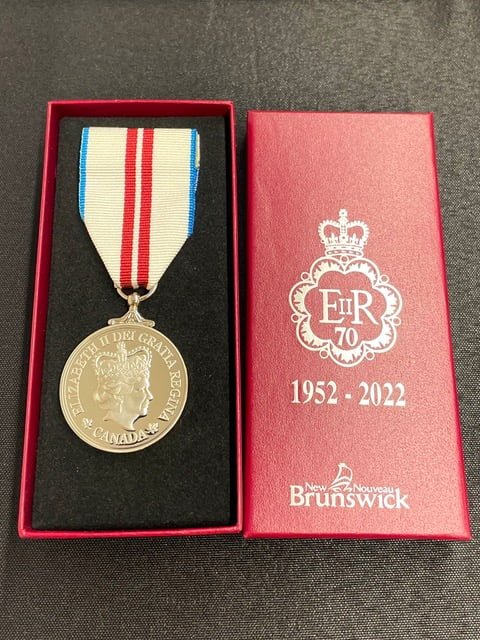 ELIZABETH II DEI GRATIA REGINA
CANADA
EIIR
70
1952 - 2022
New Nouveau
Brunswick